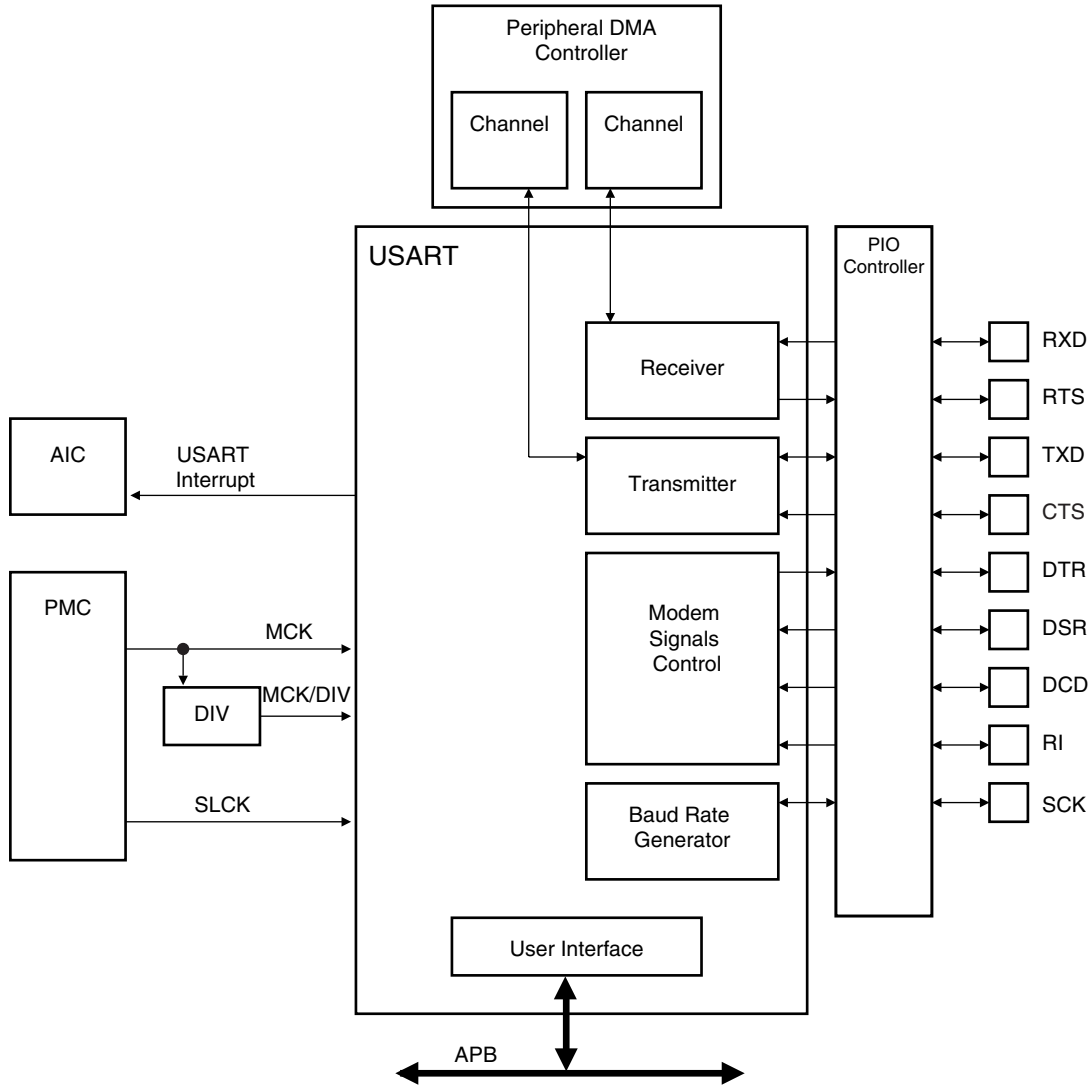 Peripheral DMA
Controller
Channel
Channel
USART
PIO
Controller
Receiver
RXD
RTS
AIC
USART
Interrupt
Transmitter
TXD
CTS
PMC
MCK
DIV
MCK/DIV
SLCK
Modem
Signals
Control
DTR
DSR
DCD
RI
Baud Rate
Generator
SCK
User Interface
APB